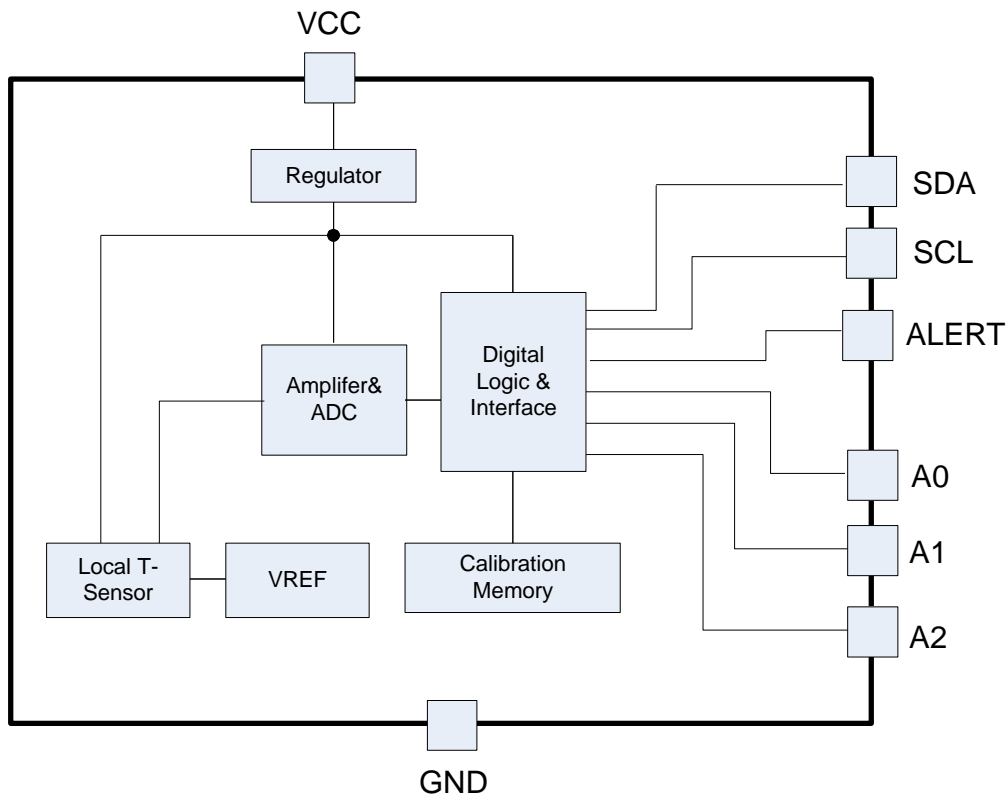 VCC
Regulator
SDA
SCL
ALERT
Amplifer&
ADC
Digital
Logic &
Interface
A0
A1
A2
Local T-
Sensor
VREF
Calibration
Memory
GND